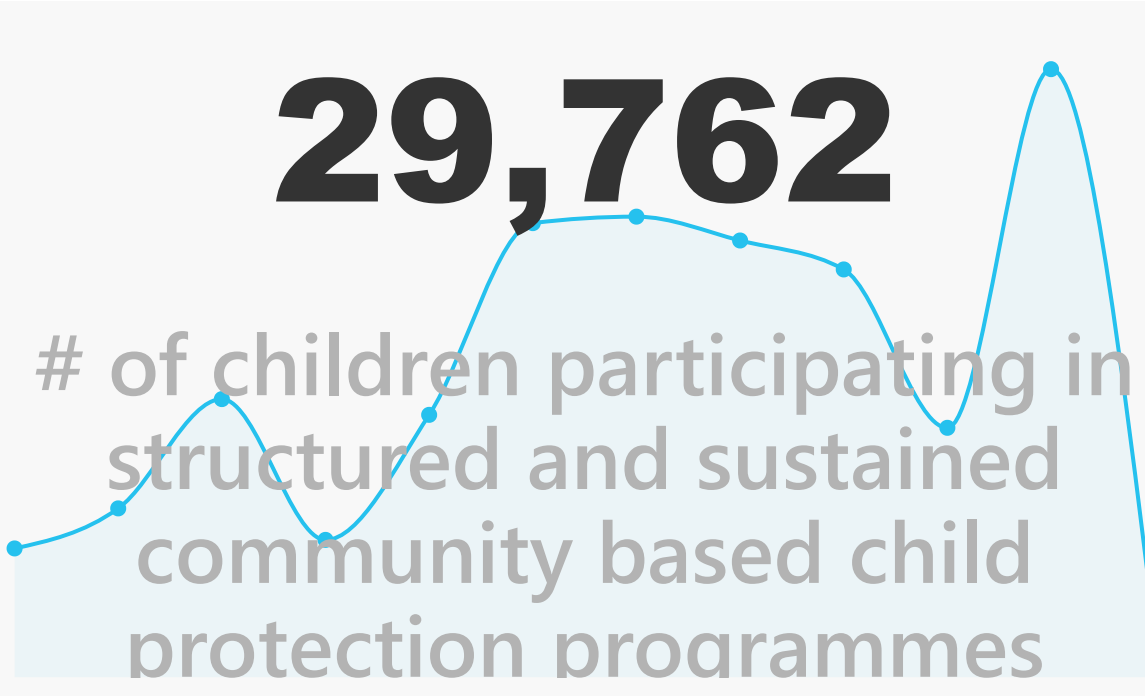 29,762
# of children participating in
structured and sustained
community based child
protection programmes